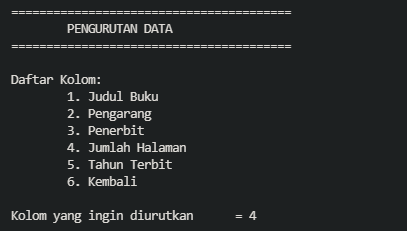 ========================================
PENGURUTAN DATA
========================================
Daftar Kolom:
1. Judul Buku
2. Pengarang
3. Penerbit
4. Jumlah Halaman
5. Tahun Terbit
6. Kembali
Kolom yang ingin diurutkan = 4